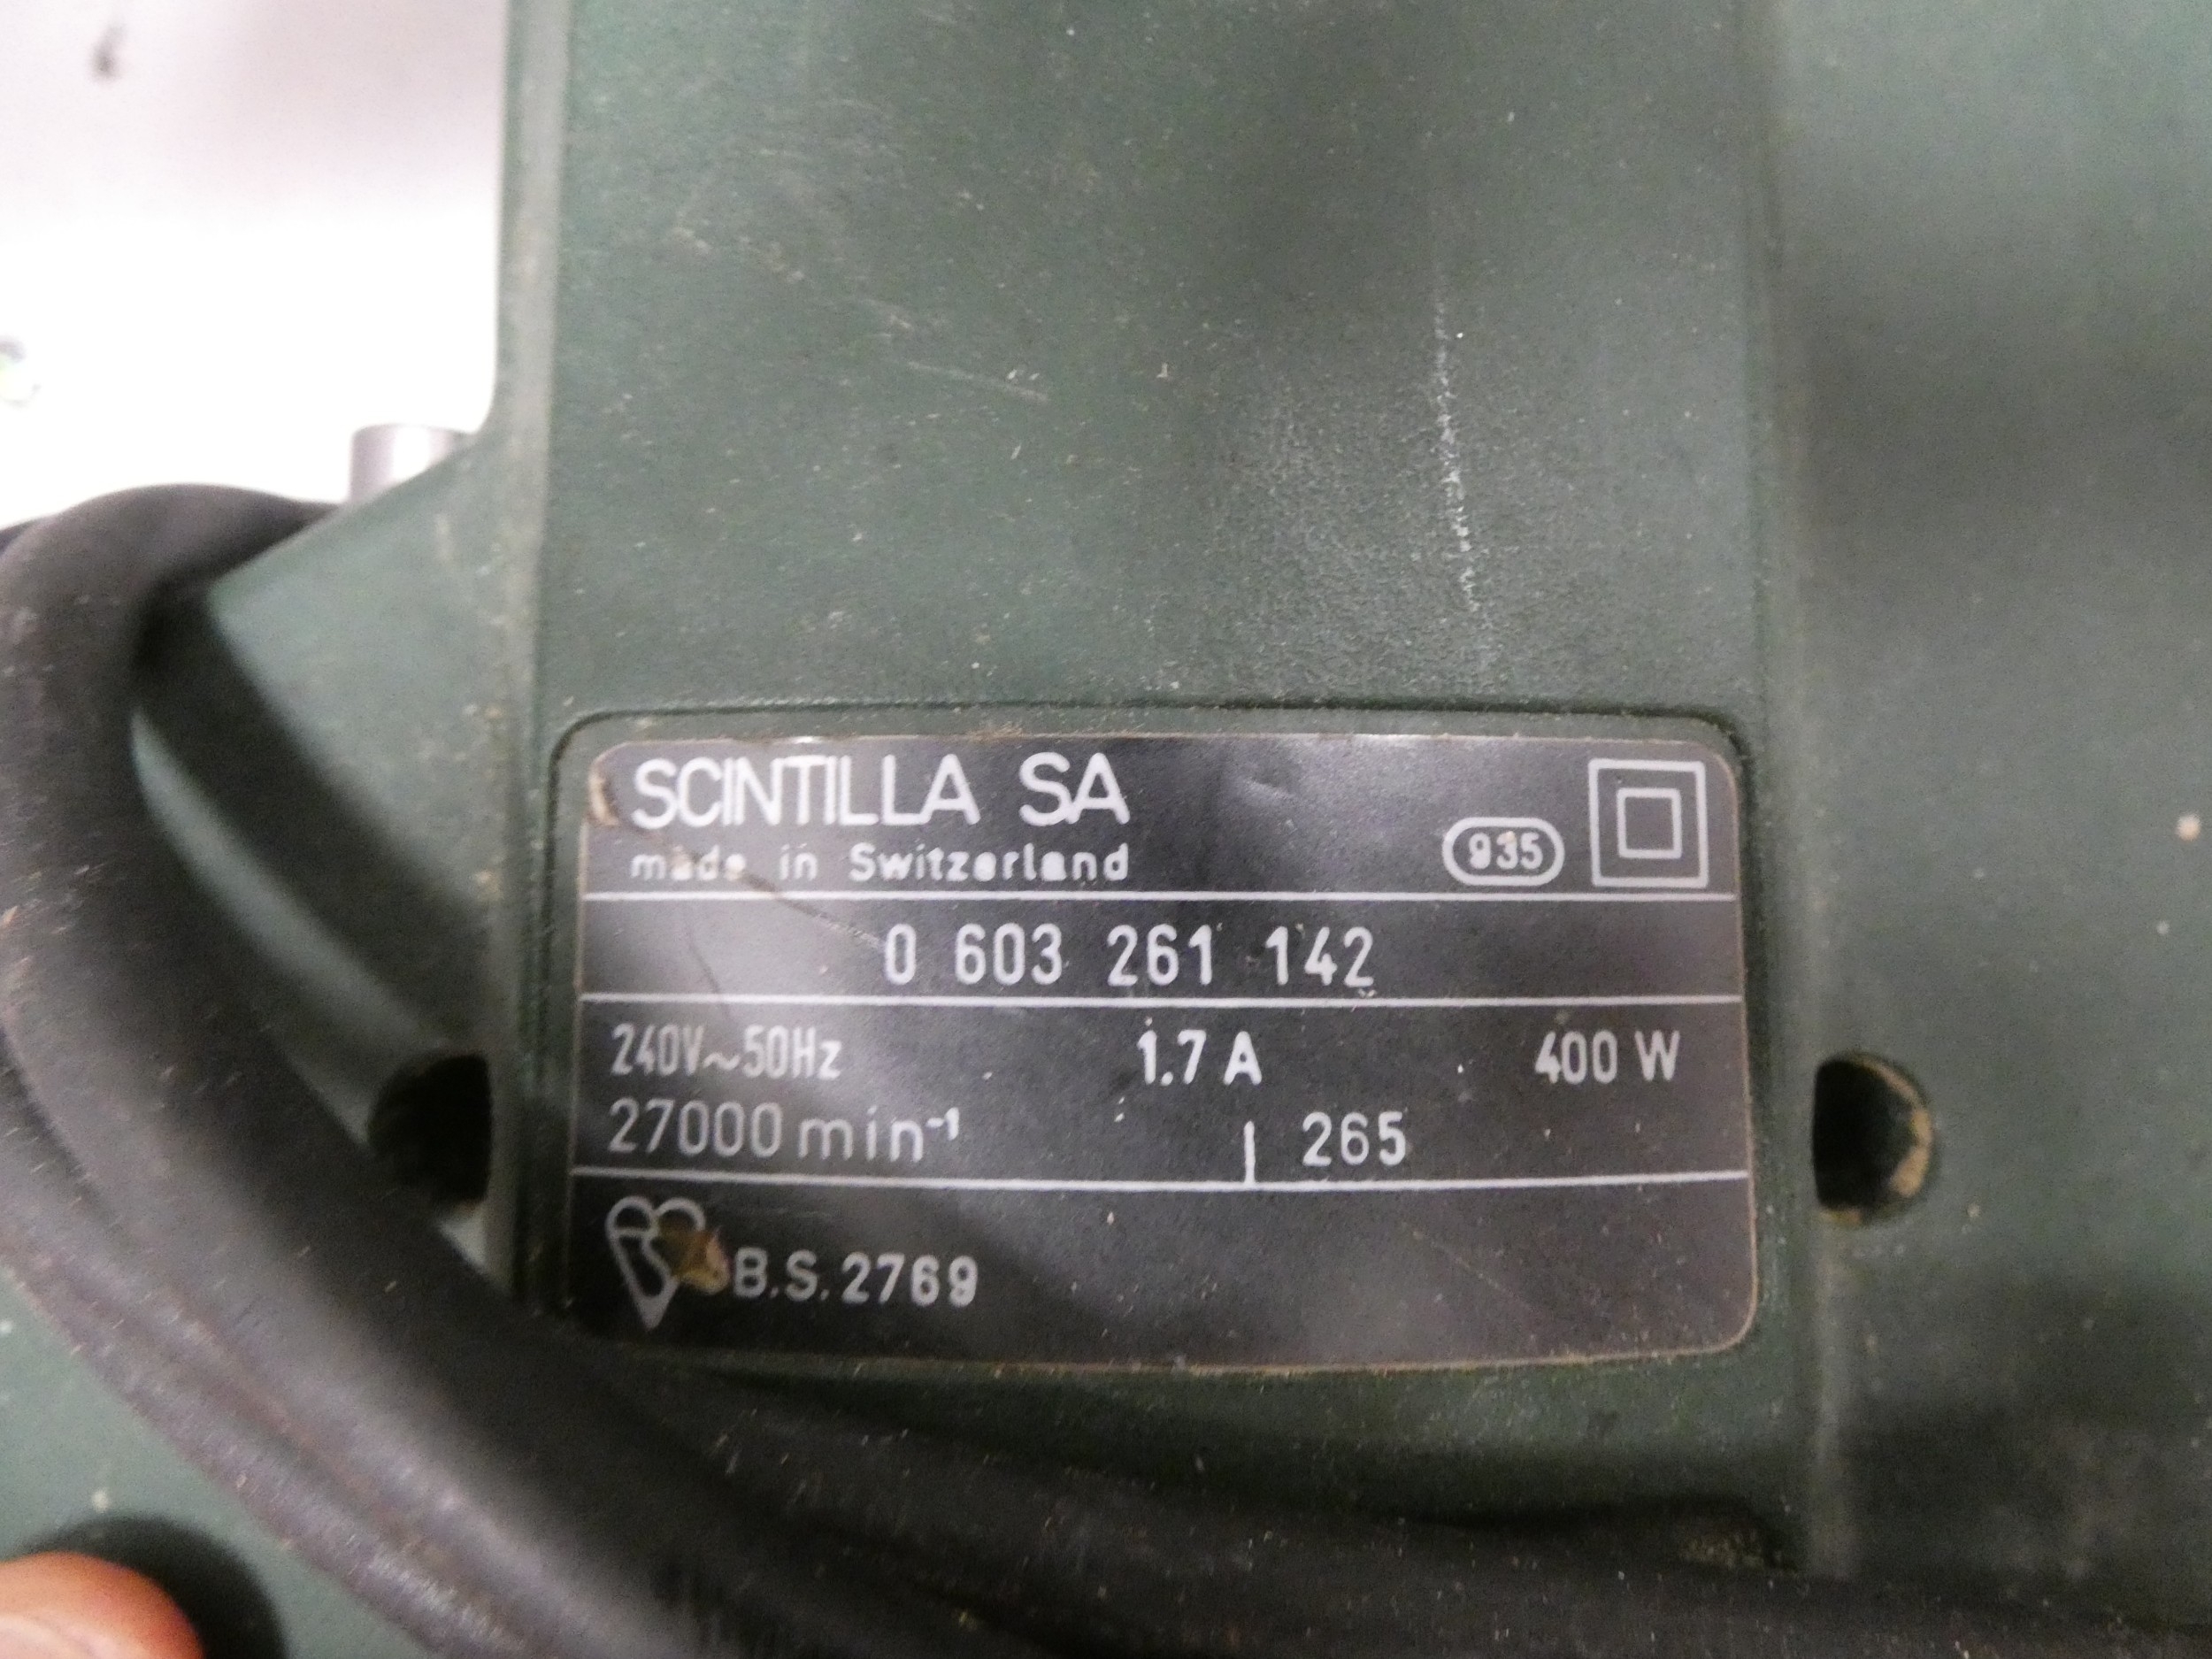 SCINTILLA SA
made in Switzerland
935
0 603 261 142
240V~50Hz 1.7 A 400 W
27000 min⁻¹ 265
B.S. 2769